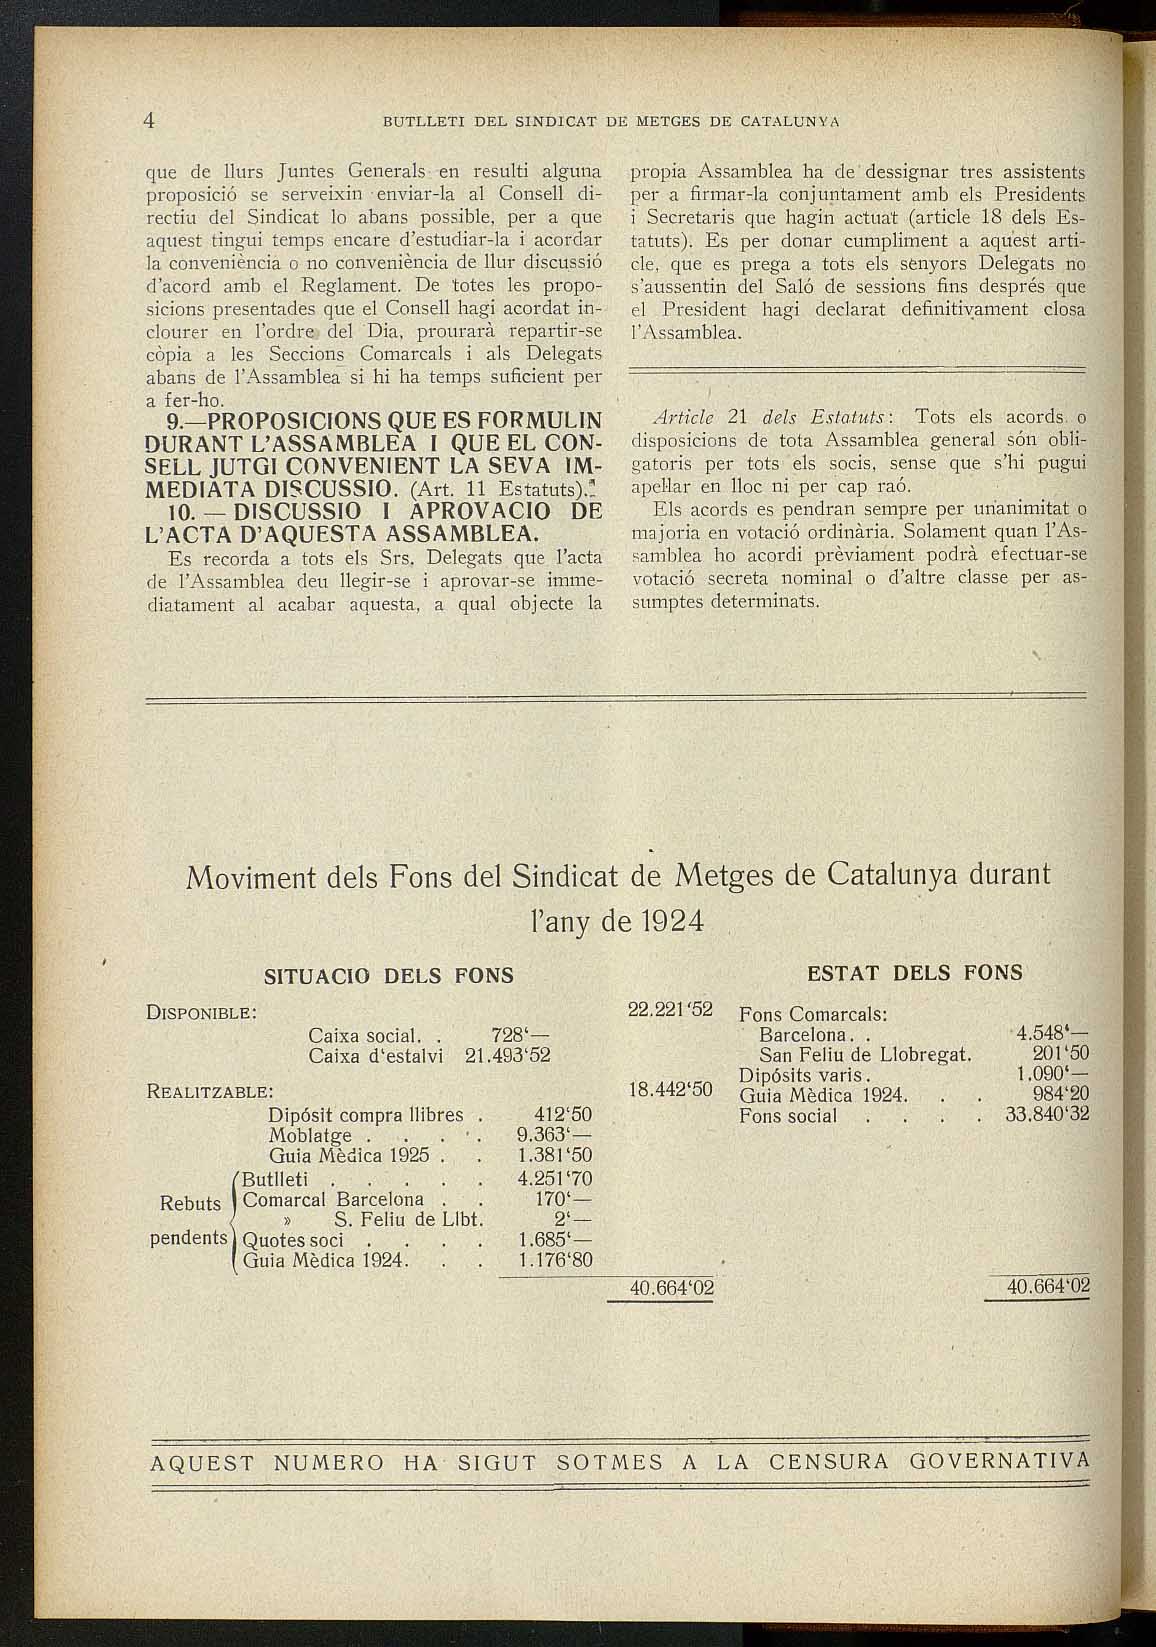 4
BUTLLETI DEL SINDICAT DE METGES DE CATALUNYA
que de llurs Juntes Generals en resulti alguna
proposició se serveixin enviar-la al Consell di-
rectiu del Sindicat lo abans possible, per a que
aquest tingui temps encare d'estudiar-la i acordar
la conveniència o no conveniència de llur discussió
d'acord amb el Reglament. De totes les propo-
sicions presentades que el Consell hagi acordat in-
clourer en l'ordre del Dia, prourarà repartir-se
còpia a les Seccions Comarcals i als Delegats
abans de l'Assamblea si hi ha temps suficient per
a fer-ho.
9.—PROPOSICIONS QUE ES FORMULIN
DURANT L'ASSAMBLEA I QUE EL CON-
SELL JUTGI CONVENIENT LA SEVA IM-
MEDIATA DISCUSSIO. (Art. 11 Estatuts).
10. — DISCUSSIO I APROVACIO DE
L'ACTA D'AQUESTA ASSAMBLEA.
Es recorda a tots els Srs. Delegats que l'acta
de l'Assamblea deu llegir-se i aprovar-se imme-
diatament al acabar aquesta, a qual objecte la
propia Assamblea ha de dessignar tres assistents
per a firmar-la conjuntament amb els Presidents
i Secretaris que hagin actuat (article 18 dels Es-
tatuts). Es per donar cumpliment a aquest arti-
cle, que es prega a tots els senyors Delegats no
s'aussentin del Saló de sessions fins després que
el President hagi declarat definitivament closa
l'Assamblea.
Article 21 dels Estatuts: Tots els acords o
disposicions de tota Assamblea general són obli-
gatoris per tots els socis, sense que s'hi pugui
apel·lar en lloc ni per cap raó.
Els acords es pendran sempre per unanimitat o
majoria en votació ordinària. Solament quan l'As-
samblea ho acordi prèviament podrà efectuar-se
votació secreta nominal o d'altre classe per as-
sumptes determinats.
Moviment dels Fons del Sindicat de Metges de Catalunya durant
l'any de 1924
SITUACIO DELS FONS
DISPONIBLE: 22.221'52
Caixa social. . 728'—
Caixa d'estalvi 21.493'52
REALITZABLE: 18.442'50
Dipósit compra llibres . 412'50
Moblatge . . . . 9.363'—
Guia Mèdica 1925 . . 1.381'50
Butlleti . . . . . 4.251'70
Rebuts Comarcal Barcelona . . 170'—
» S. Feliu de Llbt. 2'—
pendents Quotes soci . . . . 1.685'—
Guia Mèdica 1924. . . 1.176'80
40.664'02
ESTAT DELS FONS
Fons Comarcals:
Barcelona. . 4.548'—
San Feliu de Llobregat. 201'50
Dipósits varis. 1.090'—
Guia Mèdica 1924. . . 984'20
Fons social . . . . 33.840'32
40.664'02
AQUEST NUMERO HA SIGUT SOTMES A LA CENSURA GOVERNATIVA